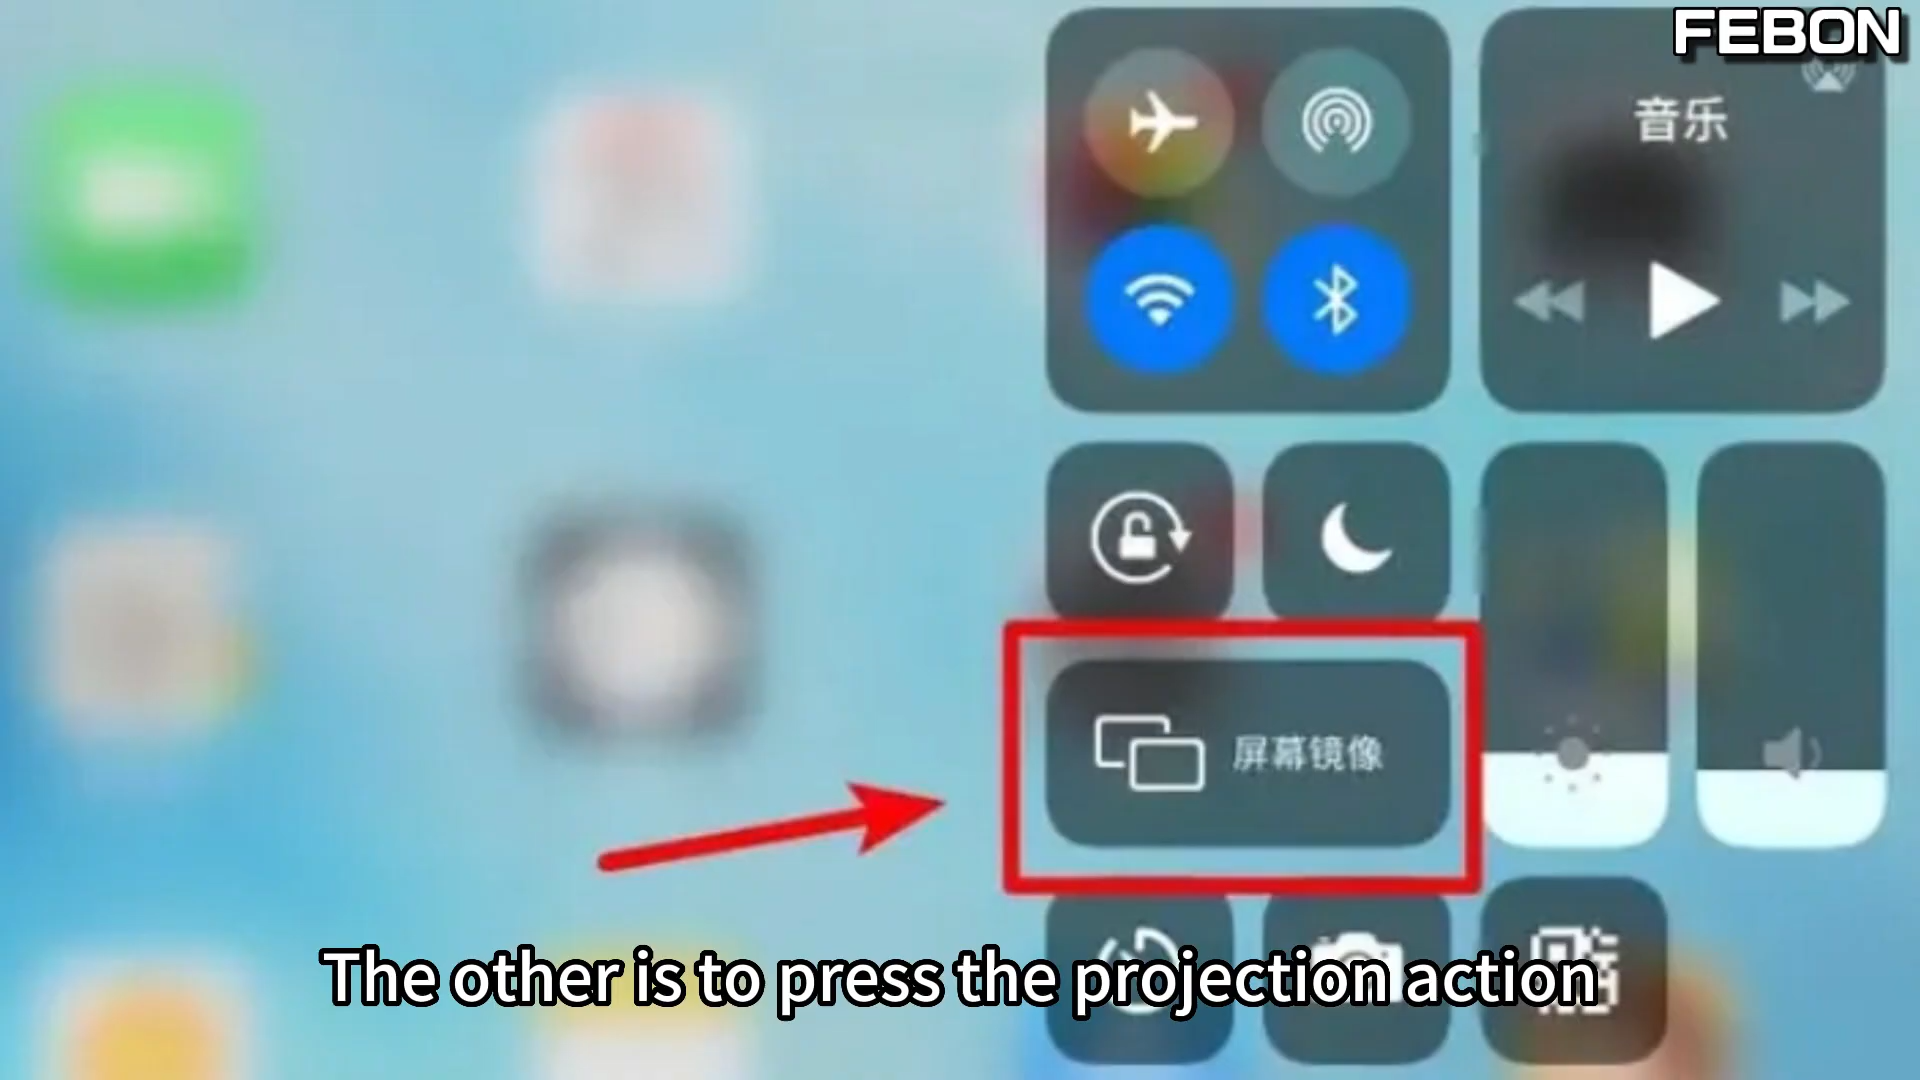 FEBON
音乐
屏幕镜像
The other is to press the projection action